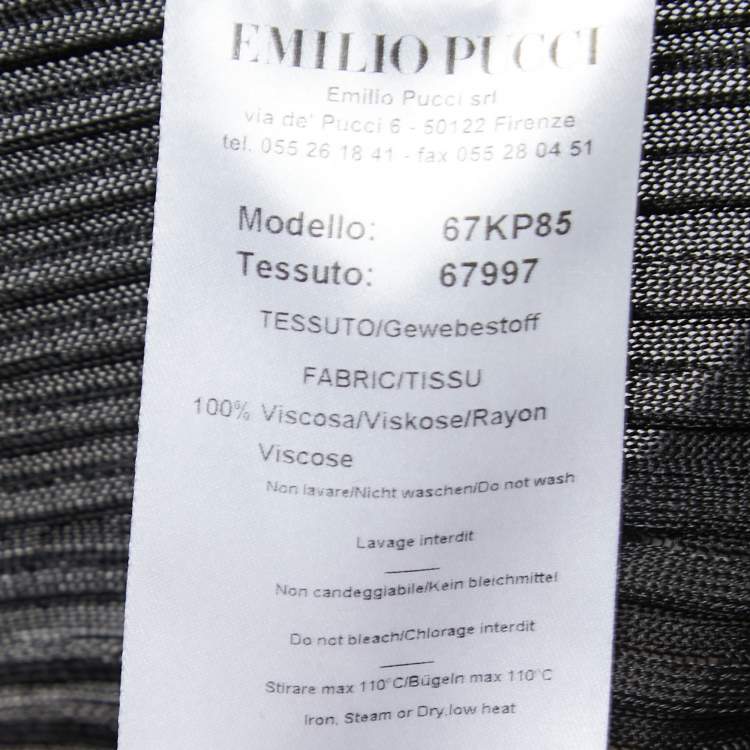 EMILIO PUCCI
Emilio Pucci srl
via de' Pucci 6 - 50122 Firenze
tel. 055 26 18 41 - fax 055 28 04 51
Modello: 67KP85
Tessuto: 67997
TESSUTO/Gewebestoff
FABRIC/TISSU
100% Viscosa/Viskose/Rayon
Viscose
Non lavare/Nicht waschen/Do not wash
Lavage interdit
Non candeggiabile/Kein bleichmittel
Do not bleach/Chlorage interdit
Stirare max 110°C/Bügeln max 110°C
Iron, Steam or Dry,low heat